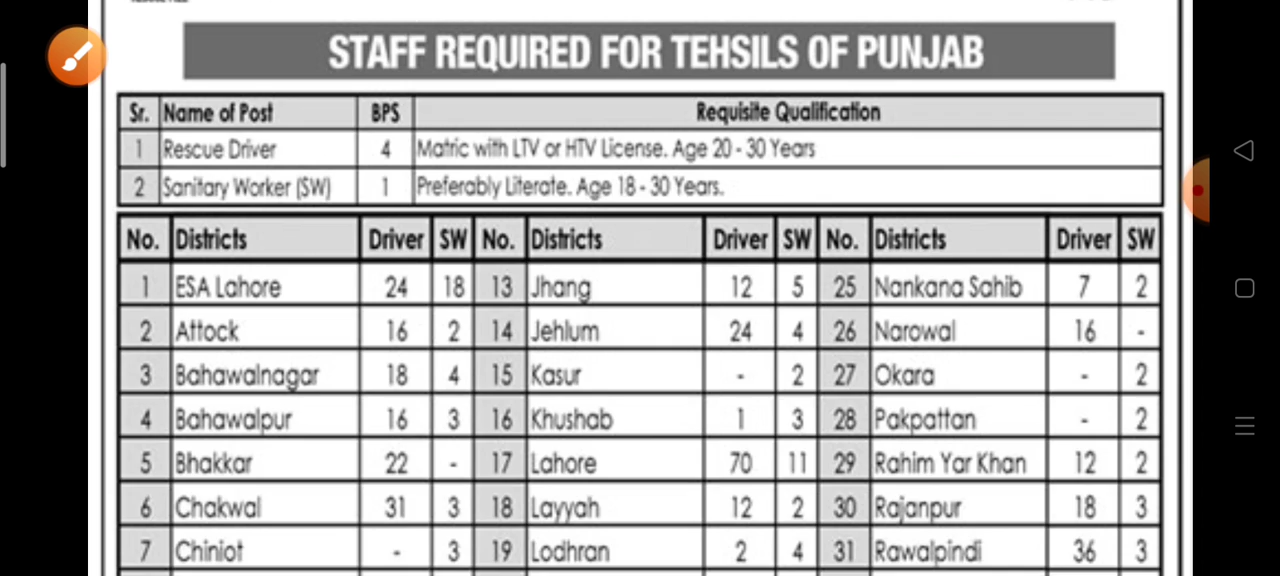 STAFF REQUIRED FOR TEHSILS OF PUNJAB
Sr. Name of Post BPS Requisite Qualification
1 Rescue Driver 4 Matric with LTV or HTV License. Age 20 - 30 Years
2 Sanitary Worker (SW) 1 Preferably Literate. Age 18 - 30 Years.
No. Districts Driver SW No. Districts Driver SW No. Districts Driver SW
1 ESA Lahore 24 18 13 Jhang 12 5 25 Nankana Sahib 7 2
2 Attock 16 2 14 Jehlum 24 4 26 Narowal 16 -
3 Bahawalnagar 18 4 15 Kasur - 2 27 Okara - 2
4 Bahawalpur 16 3 16 Khushab 1 3 28 Pakpattan - 2
5 Bhakkar 22 - 17 Lahore 70 11 29 Rahim Yar Khan 12 2
6 Chakwal 31 3 18 Layyah 12 2 30 Rajanpur 18 3
7 Chiniot - 3 19 Lodhran 2 4 31 Rawalpindi 36 3